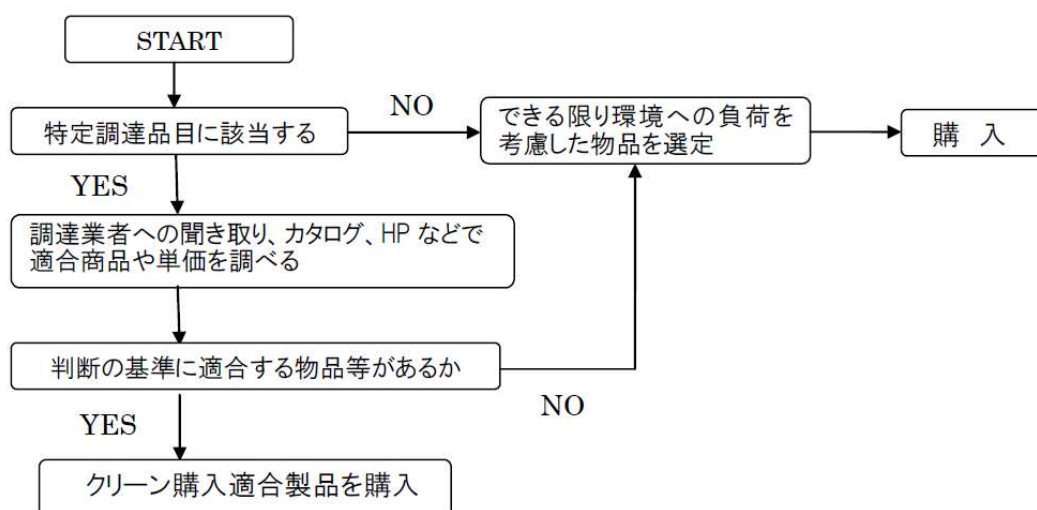 START
特定調達品目に該当する
NO
できる限り環境への負荷を
考慮した物品を選定
購 入
YES
調達業者への聞き取り、カタログ、HP などで
適合商品や単価を調べる
判断の基準に適合する物品等があるか
NO
YES
クリーン購入適合製品を購入